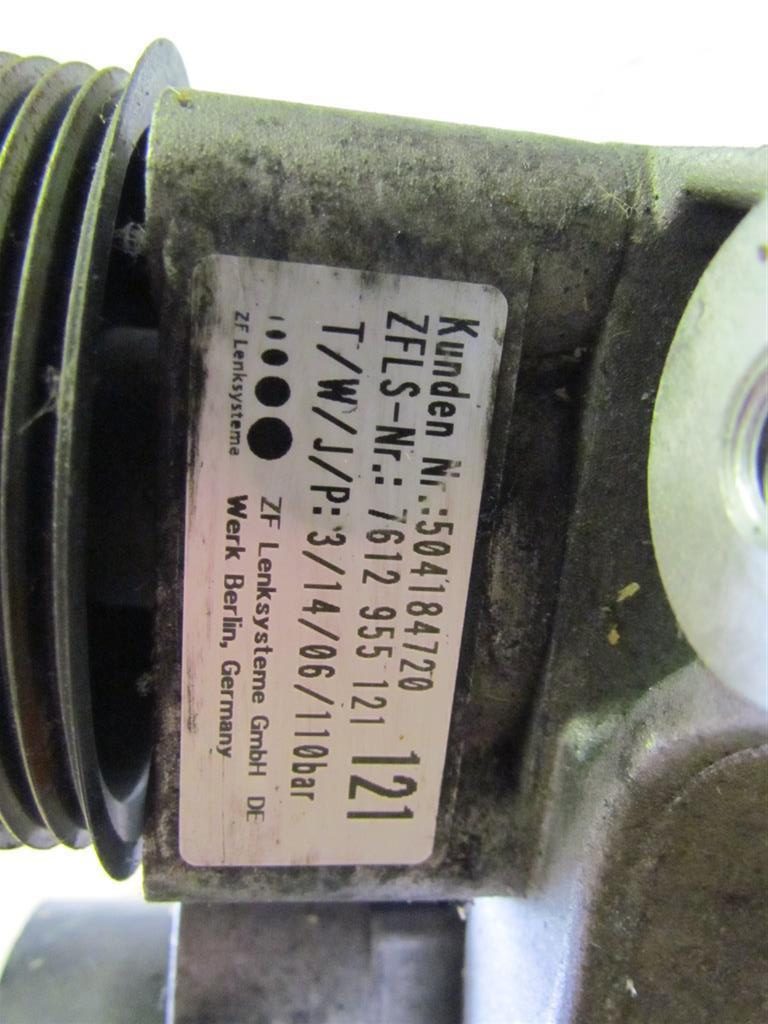 Kunden Nr.:504184720
ZFLS-Nr.: 7612 955 121 121
T/W/J/P: 3/14/06/110bar
ZF Lenksysteme GmbH DE
Werk Berlin, Germany
ZF Lenksysteme